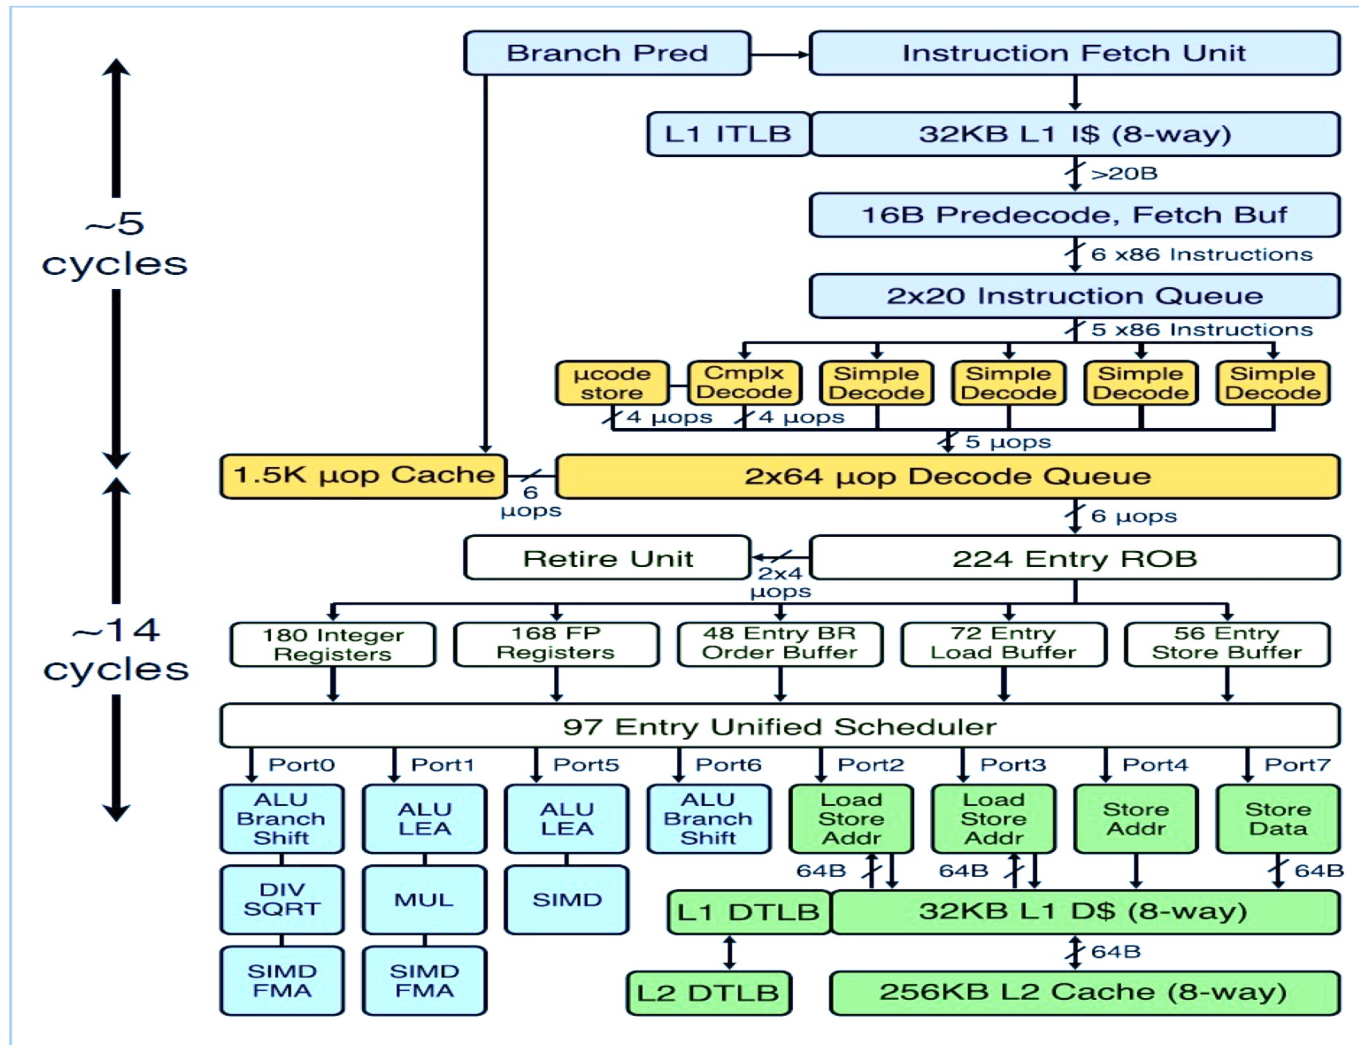 Branch Pred
Instruction Fetch Unit
L1 ITLB
32KB L1 I$ (8-way)
>20B
16B Predecode, Fetch Buf
6 x86 Instructions
2x20 Instruction Queue
5 x86 Instructions
~5
cycles
µcode
store
Cmplx
Decode
Simple
Decode
Simple
Decode
Simple
Decode
Simple
Decode
4 µops
4 µops
5 µops
1.5K µop Cache
6
µops
2x64 µop Decode Queue
6 µops
Retire Unit
2x4
µops
224 Entry ROB
~14
cycles
180 Integer
Registers
168 FP
Registers
48 Entry BR
Order Buffer
72 Entry
Load Buffer
56 Entry
Store Buffer
97 Entry Unified Scheduler
Port0
Port1
Port5
Port6
Port2
Port3
Port4
Port7
ALU
Branch
Shift
ALU
LEA
ALU
LEA
ALU
Branch
Shift
Load
Store
Addr
Load
Store
Addr
Store
Addr
Store
Data
64B
64B
64B
DIV
SQRT
MUL
SIMD
L1 DTLB
32KB L1 D$ (8-way)
64B
SIMD
FMA
SIMD
FMA
L2 DTLB
256KB L2 Cache (8-way)